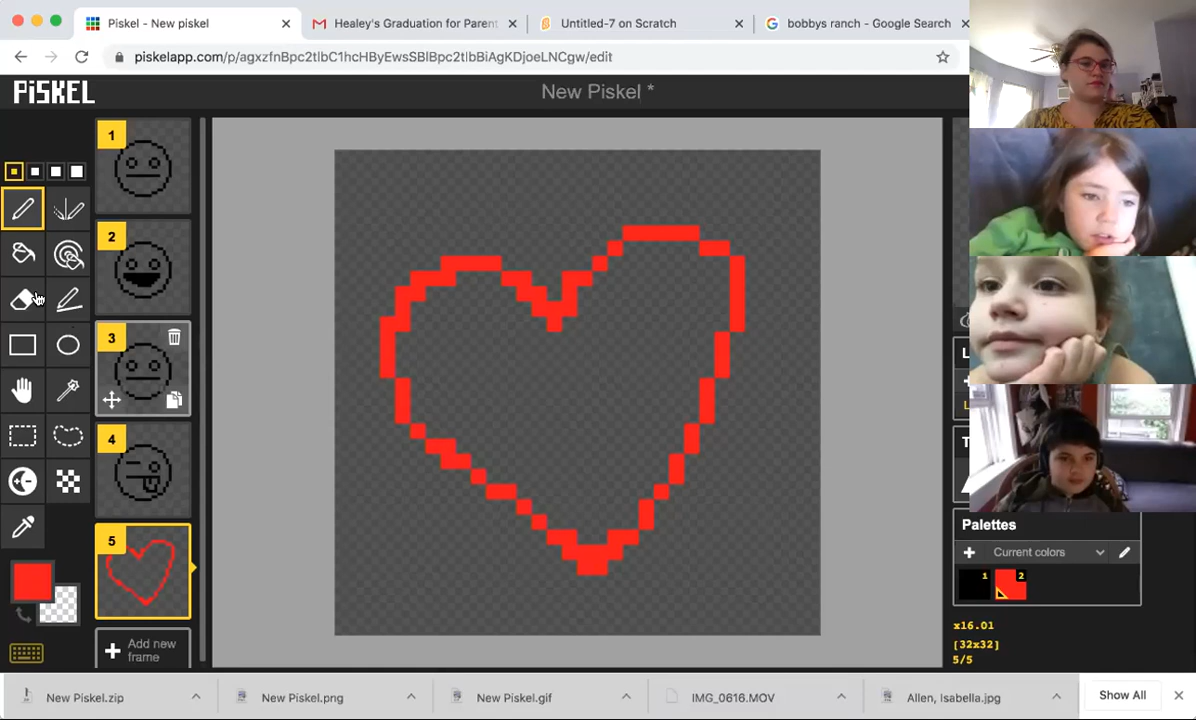 Piskel - New piskel
Healey's Graduation for Parent
Untitled-7 on Scratch
bobbys ranch - Google Search
piskelapp.com/p/agxzfnBpc2tlbC1hcHByEwsSBlBpc2tlbBiAgKDjoeLNCgw/edit
PiSKEL
New Piskel *
1
2
3
4
5
Add new
frame
L
T
Palettes
Current colors
1
2
x16.01
[32x32]
5/5
New Piskel.zip
New Piskel.png
New Piskel.gif
IMG_0616.MOV
Allen, Isabella.jpg
Show All